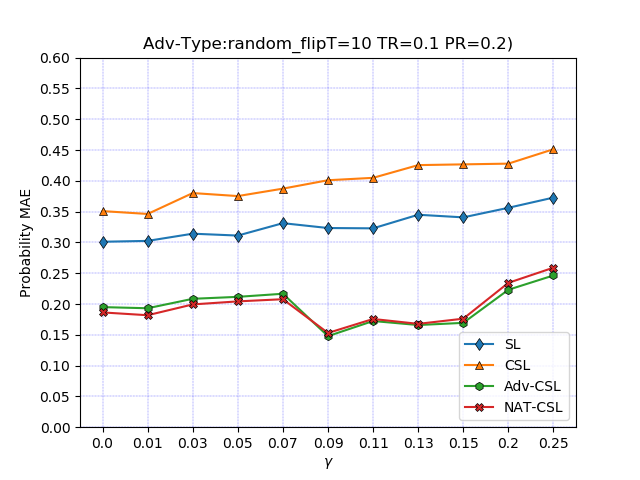 Adv-Type:random_flipT=10 TR=0.1 PR=0.2)
0.60
0.55
0.50
0.45
0.40
0.35
0.30
0.25
0.20
0.15
0.10
0.05
0.00
Probability MAE
SL
CSL
Adv-CSL
NAT-CSL
0.0 0.01 0.03 0.05 0.07 0.09 0.11 0.13 0.15 0.2 0.25
γ